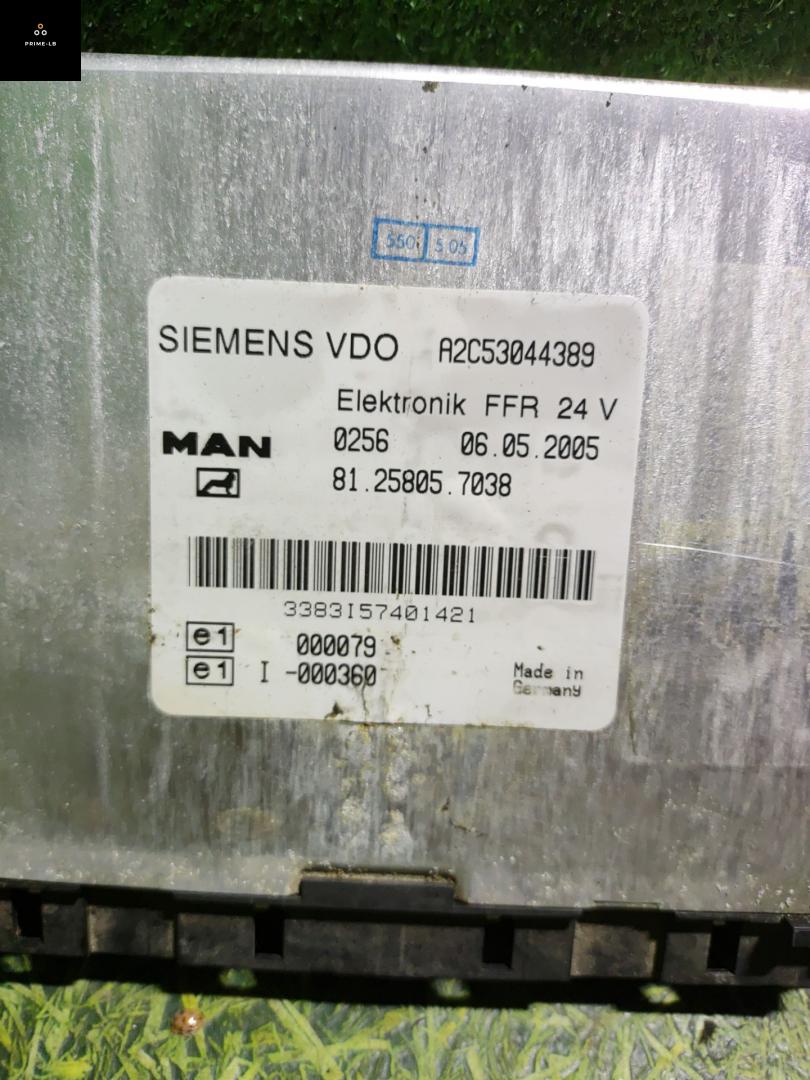 PRIME-LB
550 5.05
SIEMENS VDO A2C53044389
Elektronik FFR 24 V
MAN 0256 06.05.2005
81.25805.7038
3383157401421
e1 000079
e1 I -000360
Made in
Germany